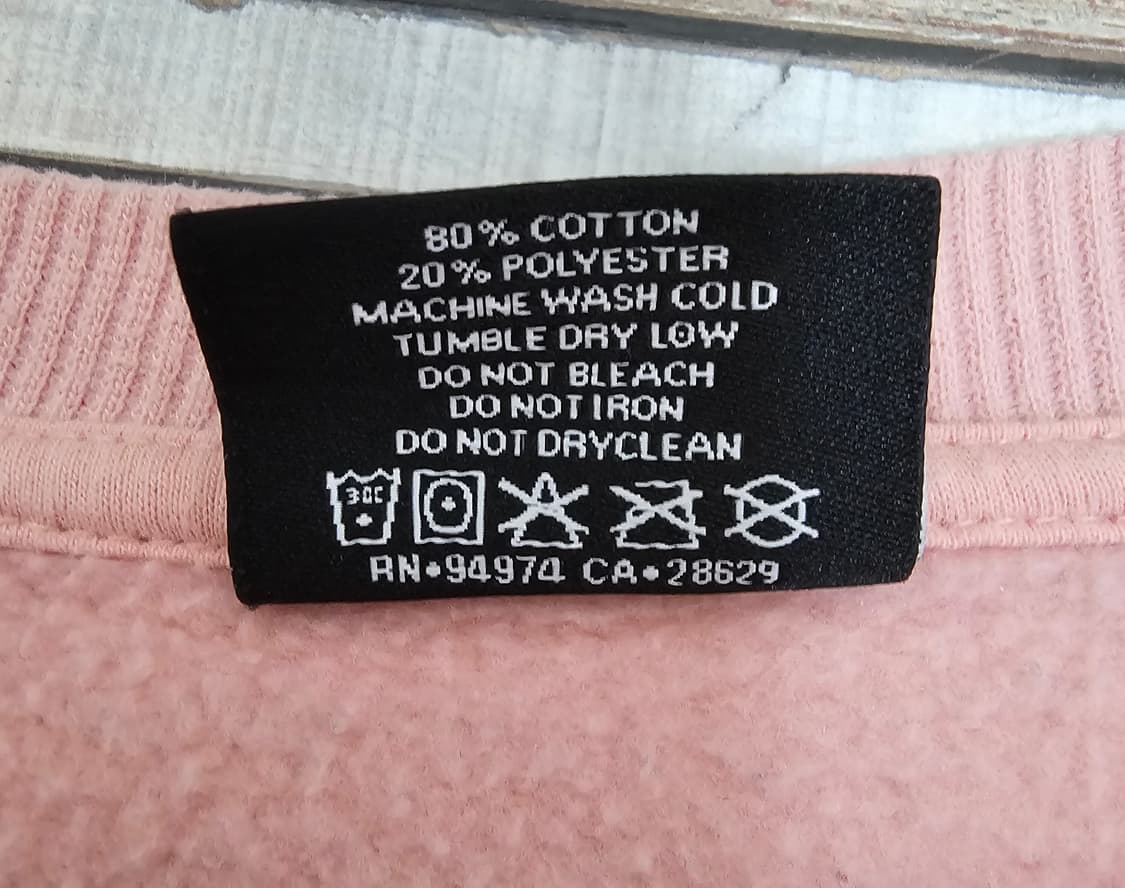 80% COTTON
20% POLYESTER
MACHINE WASH COLD
TUMBLE DRY LOW
DO NOT BLEACH
DO NOT IRON
DO NOT DRYCLEAN
30C
RN•94974 CA•28629